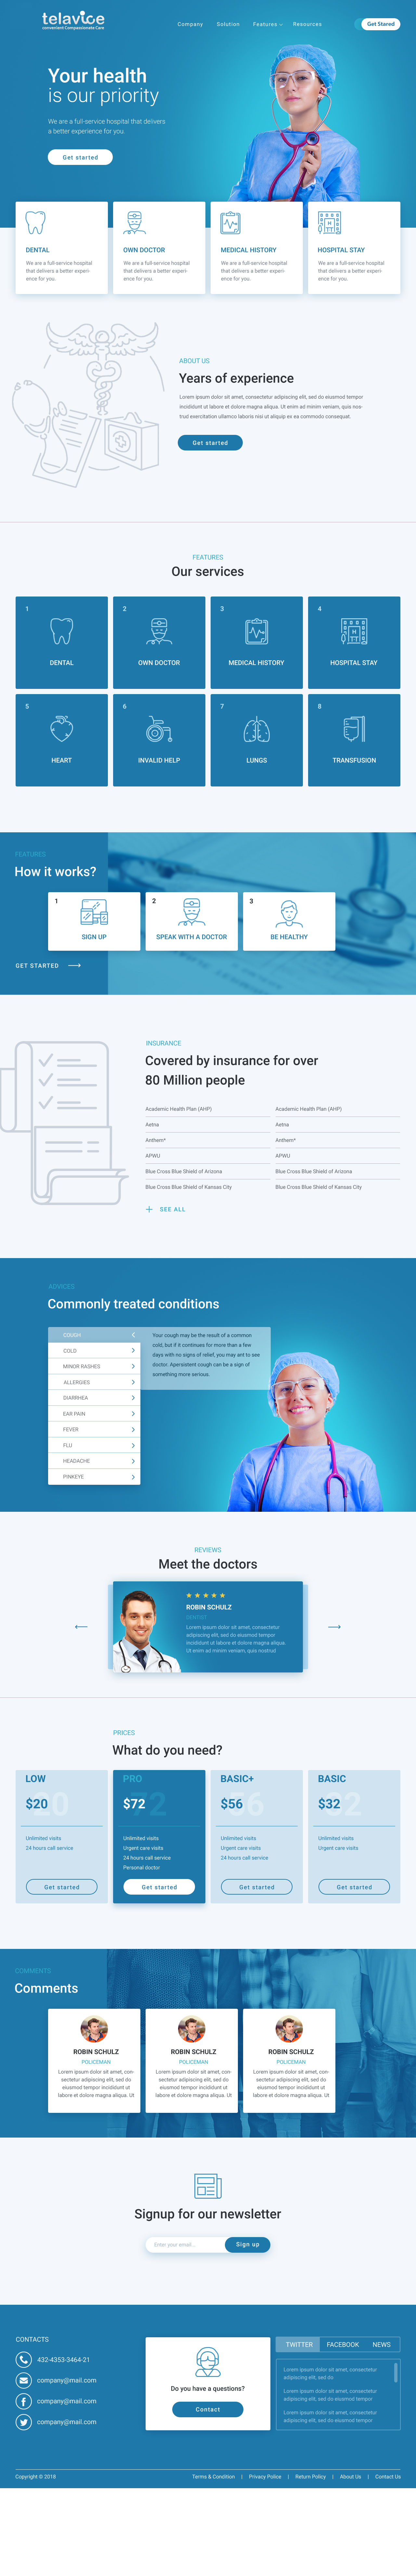 telavice
convenient Compassionate Care
Company
Solution
Features
Resources
Get Stared
Your health
is our priority
We are a full-service hospital that delivers
a better experience for you.
Get started
DENTAL
We are a full-service hospital
that delivers a better experi-
ence for you.
OWN DOCTOR
We are a full-service hospital
that delivers a better experi-
ence for you.
MEDICAL HISTORY
We are a full-service hospital
that delivers a better experi-
ence for you.
HOSPITAL STAY
We are a full-service hospital
that delivers a better experi-
ence for you.
ABOUT US
Years of experience
Lorem ipsum dolor sit amet, consectetur adipiscing elit, sed do eiusmod tempor
incididunt ut labore et dolore magna aliqua. Ut enim ad minim veniam, quis nos-
trud exercitation ullamco laboris nisi ut aliquip ex ea commodo consequat.
Get started
FEATURES
Our services
1
DENTAL
2
OWN DOCTOR
3
MEDICAL HISTORY
4
H
HOSPITAL STAY
5
HEART
6
INVALID HELP
7
LUNGS
8
TRANSFUSION
FEATURES
How it works?
1
SIGN UP
2
SPEAK WITH A DOCTOR
3
BE HEALTHY
GET STARTED
INSURANCE
Covered by insurance for over
80 Million people
Academic Health Plan (AHP)
Aetna
Anthem*
APWU
Blue Cross Blue Shield of Arizona
Blue Cross Blue Shield of Kansas City
Academic Health Plan (AHP)
Aetna
Anthem*
APWU
Blue Cross Blue Shield of Arizona
Blue Cross Blue Shield of Kansas City
+ SEE ALL
ADVICES
Commonly treated conditions
COUGH
COLD
MINOR RASHES
ALLERGIES
DIARRHEA
EAR PAIN
FEVER
FLU
HEADACHE
PINKEYE
Your cough may be the result of a common
cold, but if it continues for more than a few
days with no signs of relief, you may ant to see
doctor. Apersistent cough can be a sign of
something more serious.
REVIEWS
Meet the doctors
ROBIN SCHULZ
DENTIST
Lorem ipsum dolor sit amet, consectetur
adipiscing elit, sed do eiusmod tempor
incididunt ut labore et dolore magna aliqua.
Ut enim ad minim veniam, quis nostrud
PRICES
What do you need?
LOW
$20
Unlimited visits
24 hours call service
Get started
PRO
$72
Unlimited visits
Urgent care visits
24 hours call service
Personal doctor
Get started
BASIC+
$56
Unlimited visits
Urgent care visits
24 hours call service
Get started
BASIC
$32
Unlimited visits
Urgent care visits
Get started
COMMENTS
Comments
ROBIN SCHULZ
POLICEMAN
Lorem ipsum dolor sit amet, con-
sectetur adipiscing elit, sed do
eiusmod tempor incididunt ut
labore et dolore magna aliqua. Ut
ROBIN SCHULZ
POLICEMAN
Lorem ipsum dolor sit amet, con-
sectetur adipiscing elit, sed do
eiusmod tempor incididunt ut
labore et dolore magna aliqua. Ut
ROBIN SCHULZ
POLICEMAN
Lorem ipsum dolor sit amet, con-
sectetur adipiscing elit, sed do
eiusmod tempor incididunt ut
labore et dolore magna aliqua. Ut
Signup for our newsletter
Enter your email...
Sign up
CONTACTS
432-4353-3464-21
company@mail.com
company@mail.com
company@mail.com
Do you have a questions?
Contact
TWITTER
FACEBOOK
NEWS
Lorem ipsum dolor sit amet, consectetur
adipiscing elit, sed do
Lorem ipsum dolor sit amet, consectetur
adipiscing elit, sed do eiusmod tempor
Lorem ipsum dolor sit amet, consectetur
adipiscing elit, sed do eiusmod tempor
Copyright © 2018
Terms & Condition | Privacy Police | Return Policy | About Us | Contact Us